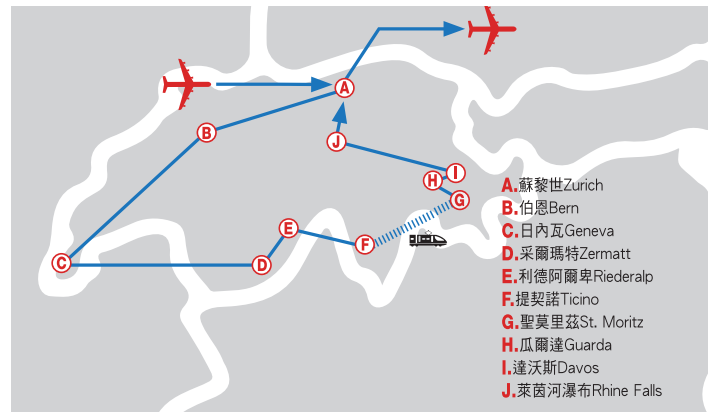 A
B
J
I
H
G
E
F
C
D
A.蘇黎世Zurich
B.伯恩Bern
C.日內瓦Geneva
D.采爾瑪特Zermatt
E.利德阿爾卑Riederalp
F.提契諾Ticino
G.聖莫里茲St. Moritz
H.瓜爾達Guarda
I.達沃斯Davos
J.萊茵河瀑布Rhine Falls